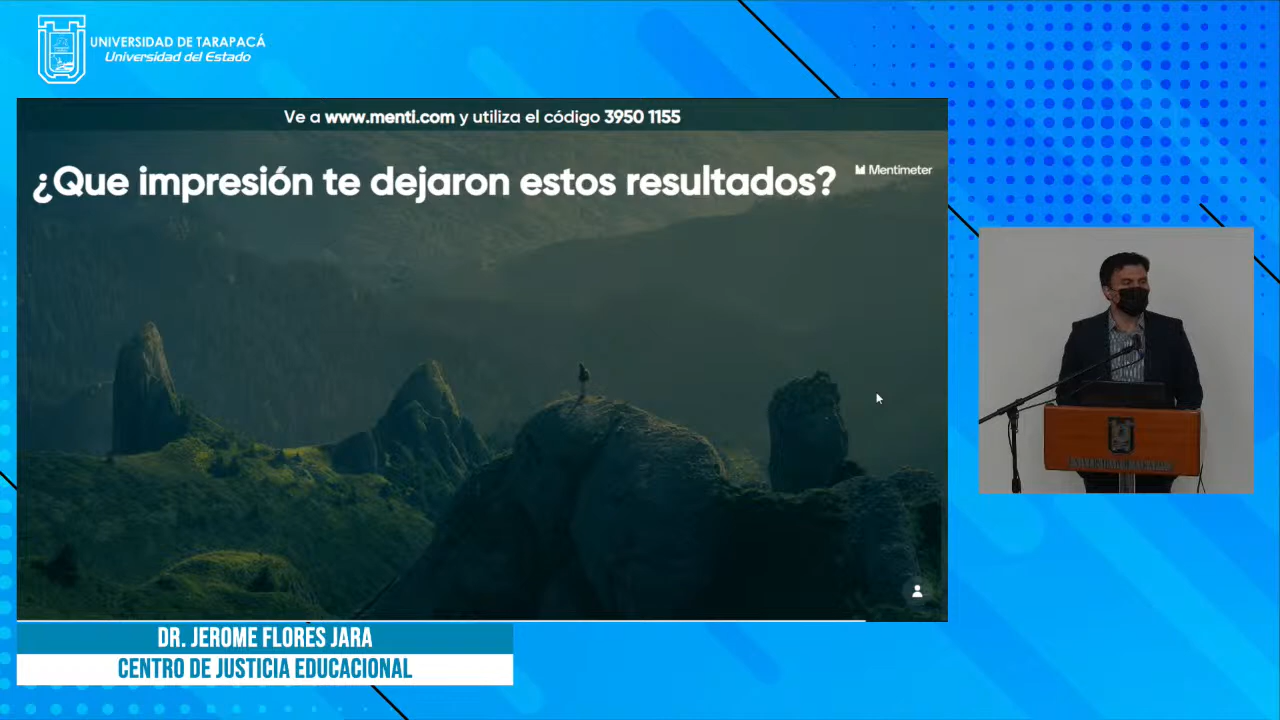 UNIVERSIDAD DE TARAPACÁ
Universidad del Estado
Ve a www.menti.com y utiliza el código 3950 1155
¿Que impresión te dejaron estos resultados?
Mentimeter
DR. JEROME FLORES JARA
CENTRO DE JUSTICIA EDUCACIONAL